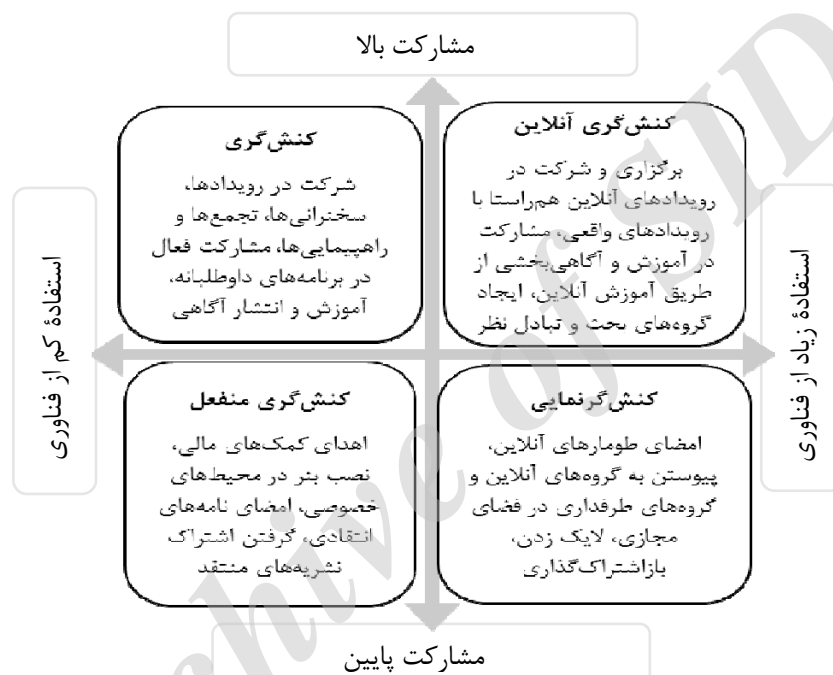 مشارکت بالا
کنش‌گری آنلاین
برگزاری و شرکت در
رویدادهای آنلاین هم‌راستا با
رویدادهای واقعی، مشارکت
در آموزش و آگاهی‌بخشی از
طریق آموزش آنلاین، ایجاد
گروه‌های بحث و تبادل نظر
کنش‌گری
شرکت در رویدادها،
سخنرانی‌ها، تجمع‌ها و
راهپیمایی‌ها، مشارکت فعال
در برنامه‌های داوطلبانه،
آموزش و انتشار آگاهی
استفادهٔ زیاد از فناوری
استفادهٔ کم از فناوری
کنش‌گرنمایی
امضای طومارهای آنلاین،
پیوستن به گروه‌های آنلاین و
گروه‌های طرفداری در فضای
مجازی، لایک زدن،
بازاشتراک‌گذاری
کنش‌گری منفعل
اهدای کمک‌های مالی،
نصب بنر در محیط‌های
خصوصی، امضای نامه‌های
انتقادی، گرفتن اشتراک
نشریه‌های منتقد
مشارکت پایین
chive of SID